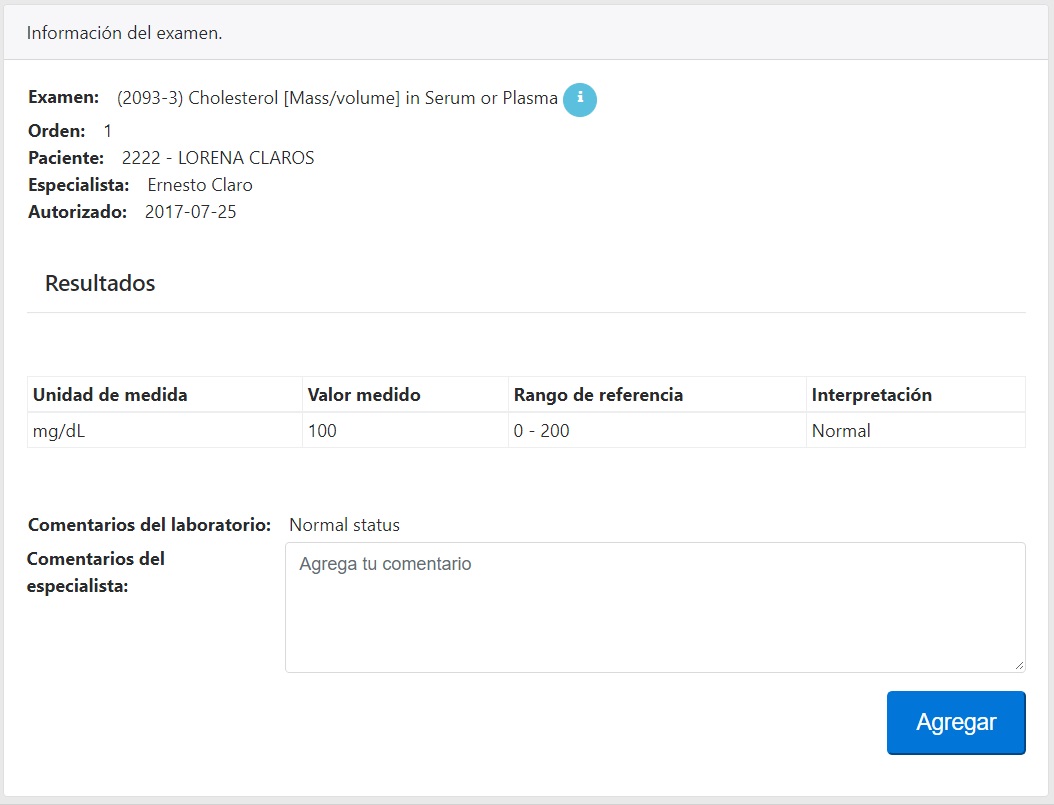 Información del examen.
Examen: (2093-3) Cholesterol [Mass/volume] in Serum or Plasma i
Orden: 1
Paciente: 2222 - LORENA CLAROS
Especialista: Ernesto Claro
Autorizado: 2017-07-25
Resultados
Unidad de medida Valor medido Rango de referencia Interpretación
mg/dL 100 0 - 200 Normal
Comentarios del laboratorio: Normal status
Comentarios del
especialista:
Agrega tu comentario
Agregar